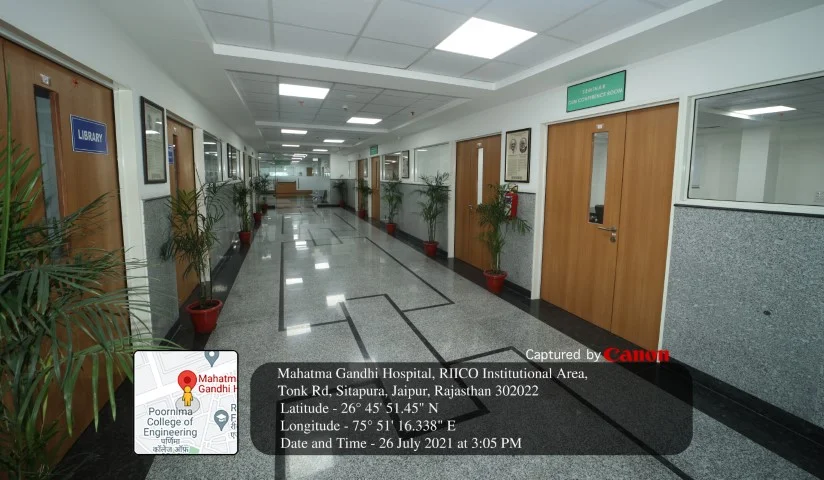 LIBRARY
CONFERENCE ROOM
Captured by Canon
Mahatma Gandhi Hospital, RIICO Institutional Area,
Tonk Rd, Sitapura, Jaipur, Rajasthan 302022
Latitude - 26° 45' 51.45" N
Longitude - 75° 51' 16.338" E
Date and Time - 26 July 2021 at 3:05 PM
Mahatma
Gandhi H
Poornima
College of
Engineering
पूर्णिमा
कॉलेज ऑफ़